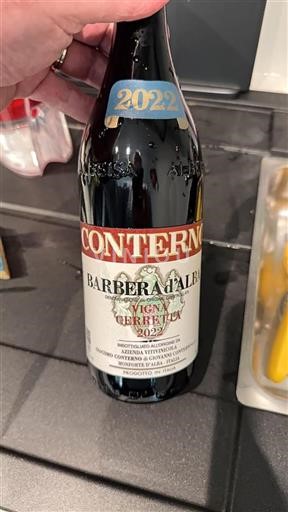 2022
CONTERNO
BARBERA d'ALBA
VIGNA
CERRETTA
2022
IMBOTTIGLIATO ALL'ORIGINE DA
AZIENDA VITIVINICOLA
GIACOMO CONTERNO di GIOVANNI CONTERNO
MONFORTE D'ALBA - ITALIA
PRODOTTO IN ITALIA